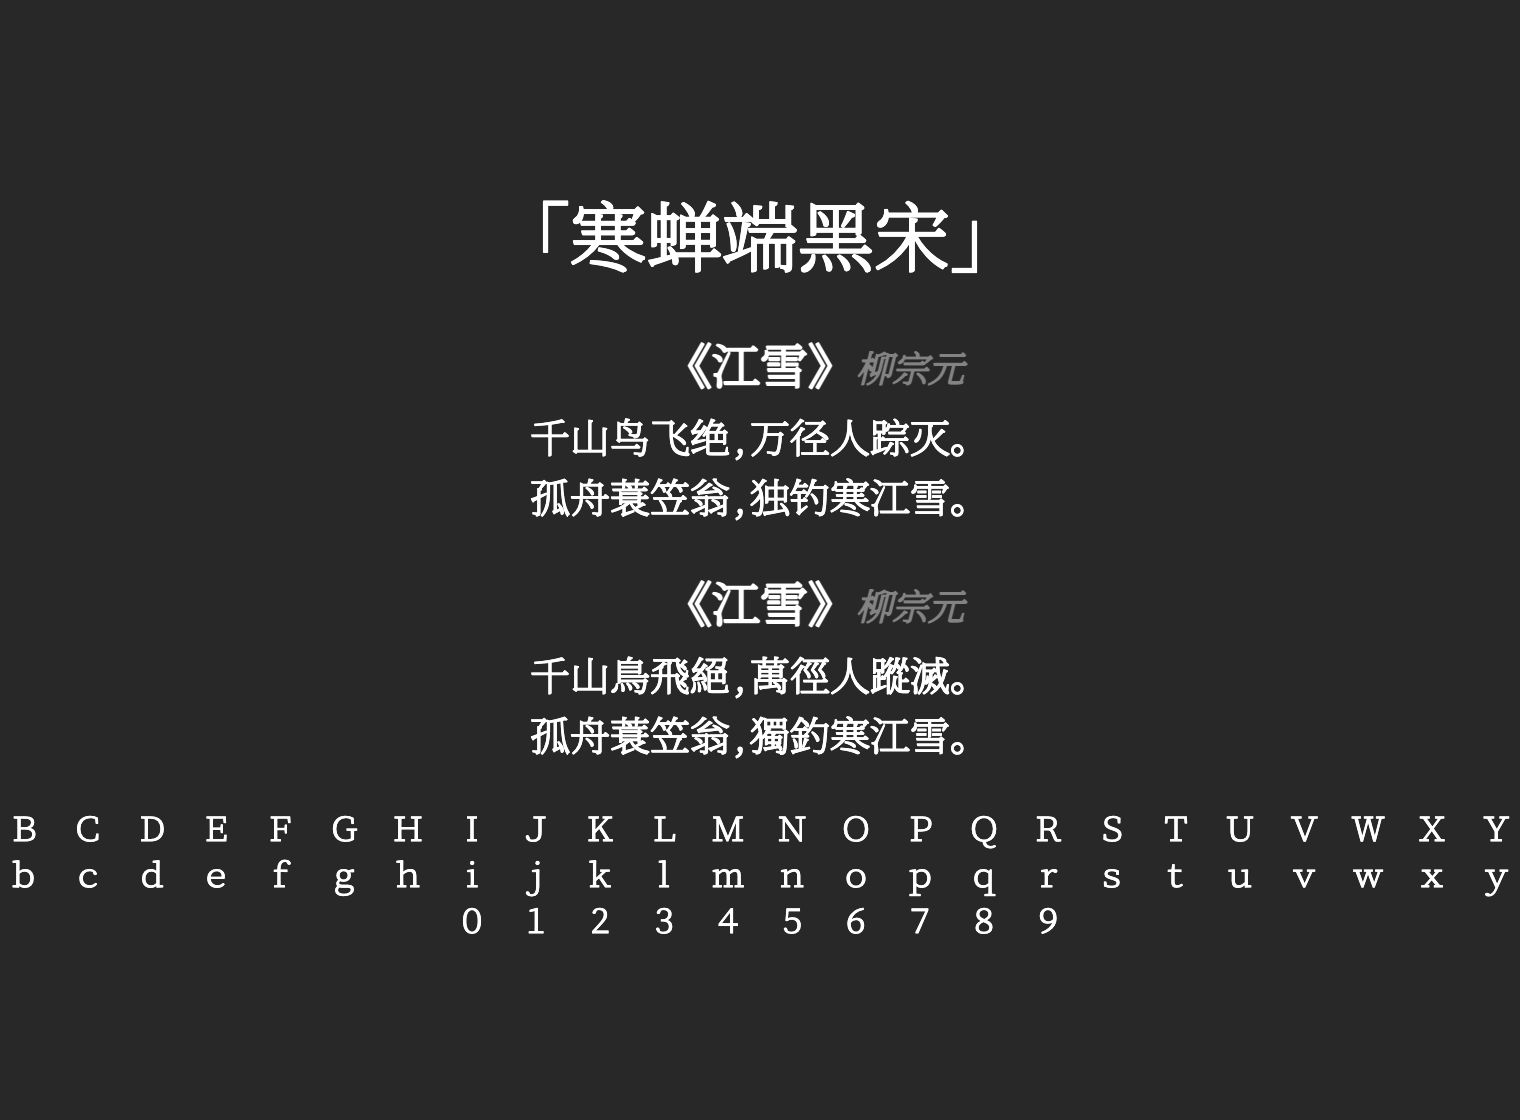 「寒蝉端黑宋」
《江雪》柳宗元
千山鸟飞绝,万径人踪灭。
孤舟蓑笠翁,独钓寒江雪。
《江雪》柳宗元
千山鳥飛絕,萬徑人蹤滅。
孤舟蓑笠翁,獨釣寒江雪。
B C D E F G H I J K L M N O P Q R S T U V W X Y
b c d e f g h i j k l m n o p q r s t u v w x y
0 1 2 3 4 5 6 7 8 9